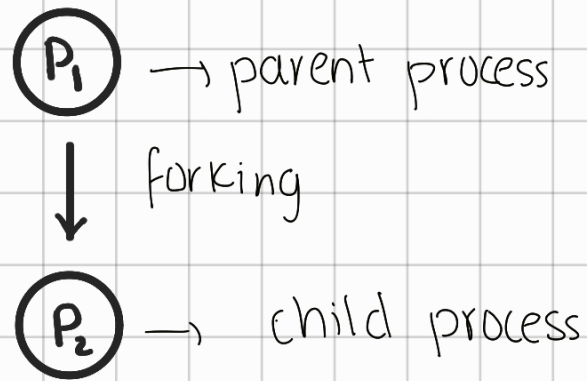 P₁ → parent process
forking
P₂ → child process